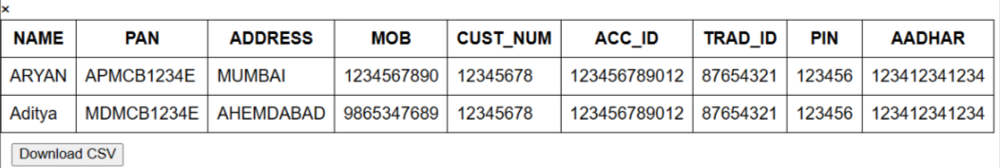 ×
NAME PAN ADDRESS MOB CUST_NUM ACC_ID TRAD_ID PIN AADHAR
ARYAN APMCB1234E MUMBAI 1234567890 12345678 123456789012 87654321 123456 123412341234
Aditya MDMCB1234E AHEMDABAD 9865347689 12345678 123456789012 87654321 123456 123412341234
Download CSV